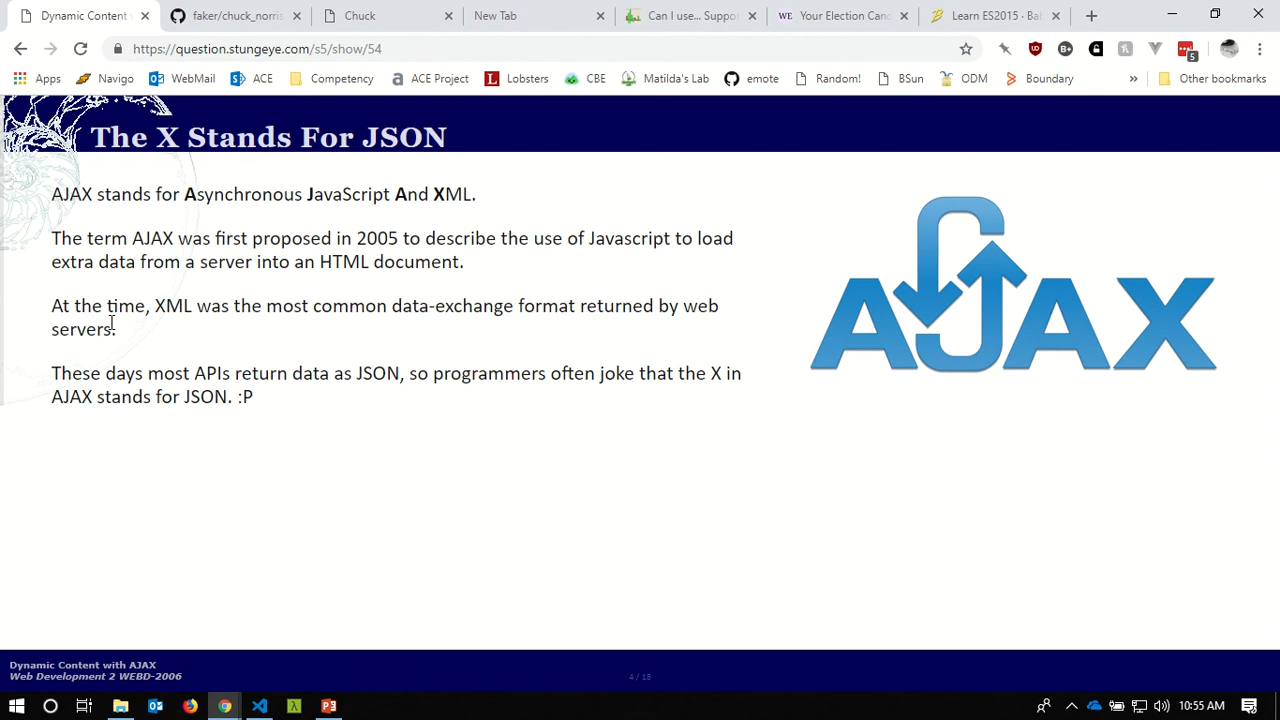 Dynamic Content
faker/chuck_norris
Chuck
New Tab
Can I use... Suppo
Your Election Canc
Learn ES2015 · Bab
https://question.stungeye.com/s5/show/54
Apps
Navigo
WebMail
ACE
Competency
ACE Project
Lobsters
CBE
Matilda's Lab
emote
Random!
BSun
ODM
Boundary
»
Other bookmarks
The X Stands For JSON
AJAX stands for Asynchronous JavaScript And XML.
The term AJAX was first proposed in 2005 to describe the use of Javascript to load
extra data from a server into an HTML document.
At the time, XML was the most common data-exchange format returned by web
servers.
These days most APIs return data as JSON, so programmers often joke that the X in
AJAX stands for JSON. :P
AJAX
Dynamic Content with AJAX
Web Development 2 WEBD-2006
4 / 18
10:55 AM